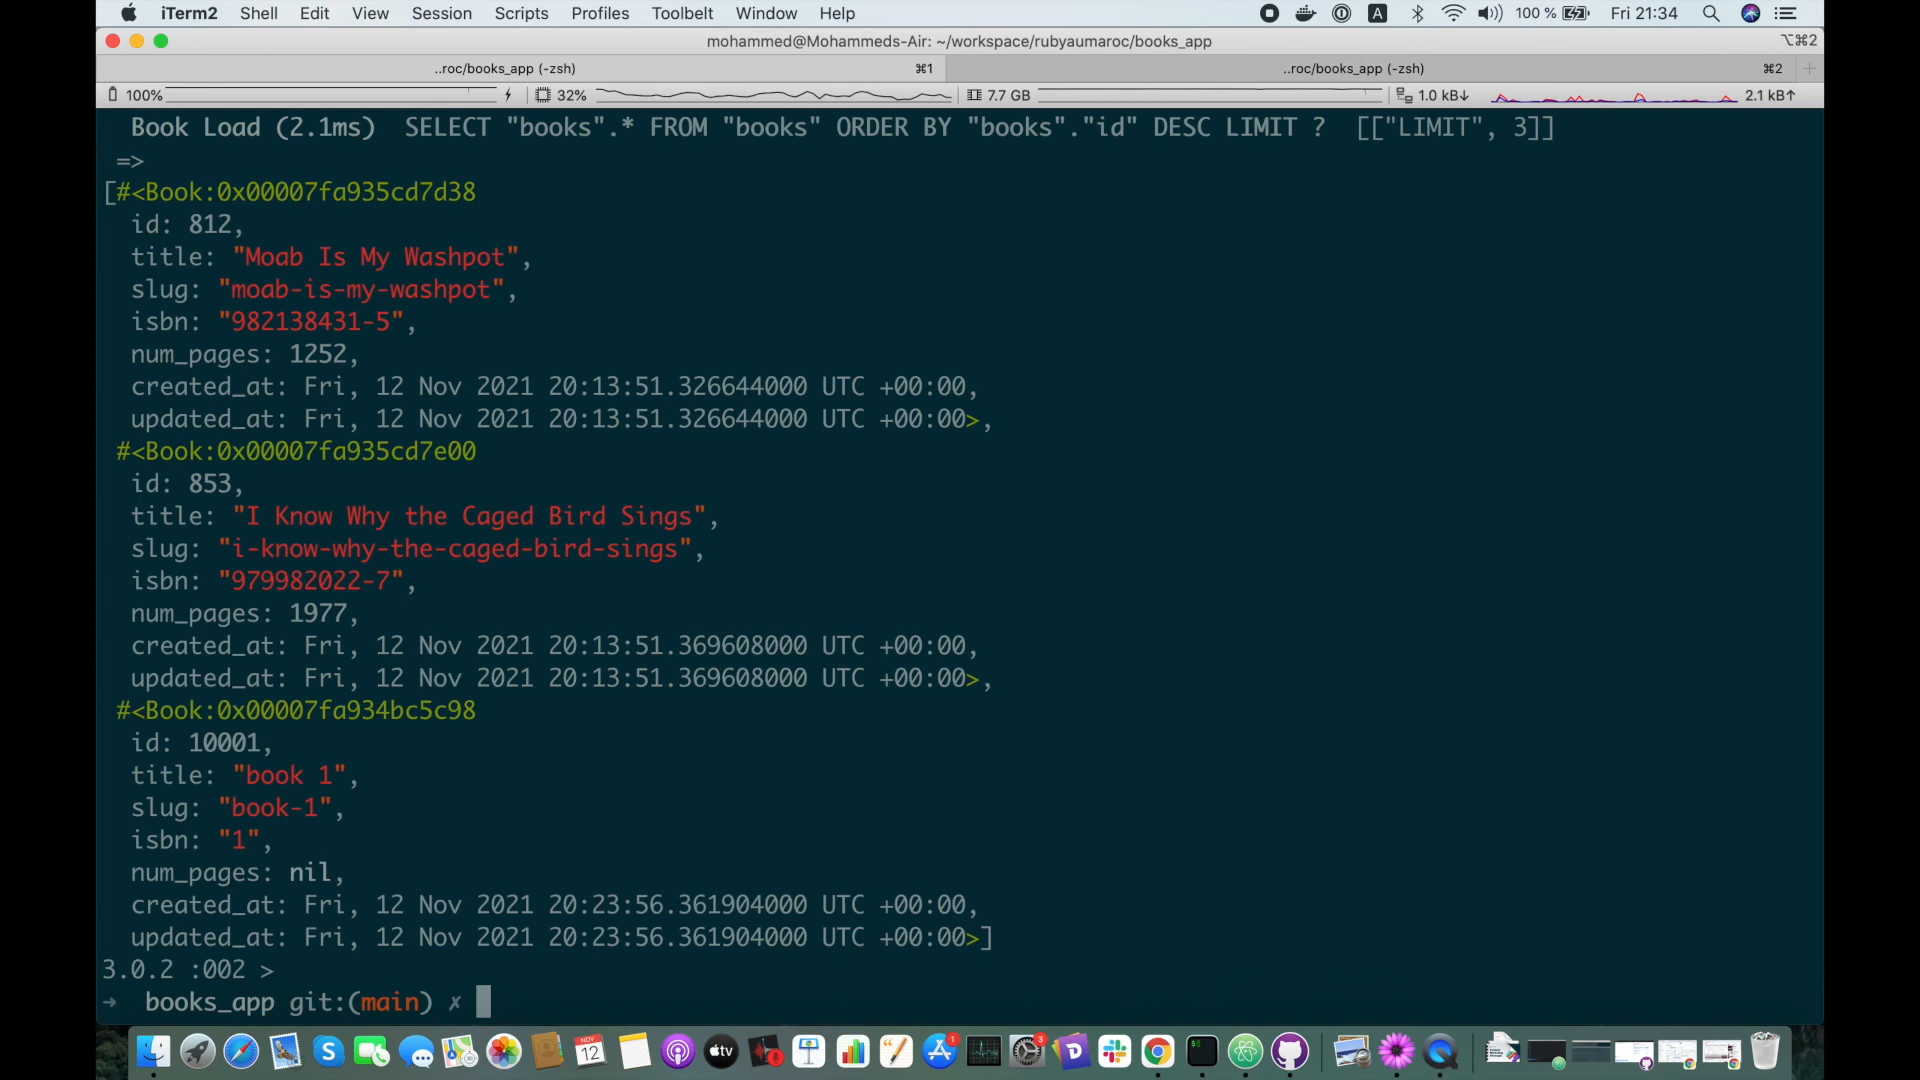 iTerm2 Shell Edit View Session Scripts Profiles Toolbelt Window Help A 100 % Fri 21:34
mohammed@Mohammeds-Air: ~/workspace/rubyaumaroc/books_app ⌥⌘2
..roc/books_app (-zsh) ⌘1 ..roc/books_app (-zsh) ⌘2
100% 32% 7.7 GB 1.0 kB↓ 2.1 kB↑
Book Load (2.1ms) SELECT "books".* FROM "books" ORDER BY "books"."id" DESC LIMIT ? [["LIMIT", 3]]
=>
[#<Book:0x00007fa935cd7d38
id: 812,
title: "Moab Is My Washpot",
slug: "moab-is-my-washpot",
isbn: "982138431-5",
num_pages: 1252,
created_at: Fri, 12 Nov 2021 20:13:51.326644000 UTC +00:00,
updated_at: Fri, 12 Nov 2021 20:13:51.326644000 UTC +00:00>,
#<Book:0x00007fa935cd7e00
id: 853,
title: "I Know Why the Caged Bird Sings",
slug: "i-know-why-the-caged-bird-sings",
isbn: "979982022-7",
num_pages: 1977,
created_at: Fri, 12 Nov 2021 20:13:51.369608000 UTC +00:00,
updated_at: Fri, 12 Nov 2021 20:13:51.369608000 UTC +00:00>,
#<Book:0x00007fa934bc5c98
id: 10001,
title: "book 1",
slug: "book-1",
isbn: "1",
num_pages: nil,
created_at: Fri, 12 Nov 2021 20:23:56.361904000 UTC +00:00,
updated_at: Fri, 12 Nov 2021 20:23:56.361904000 UTC +00:00>]
3.0.2 :002 >
→ books_app git:(main) ✗
NOV
12
tv
1
3